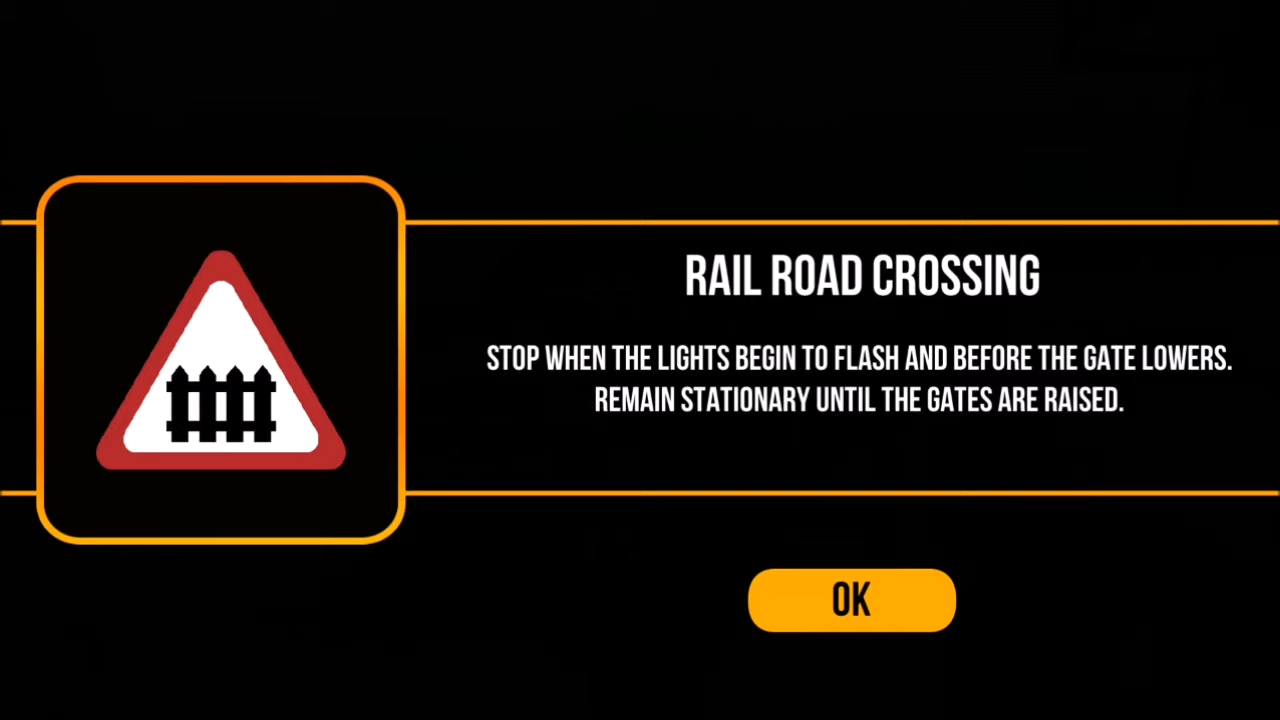 RAIL ROAD CROSSING
STOP WHEN THE LIGHTS BEGIN TO FLASH AND BEFORE THE GATE LOWERS.
REMAIN STATIONARY UNTIL THE GATES ARE RAISED.
OK